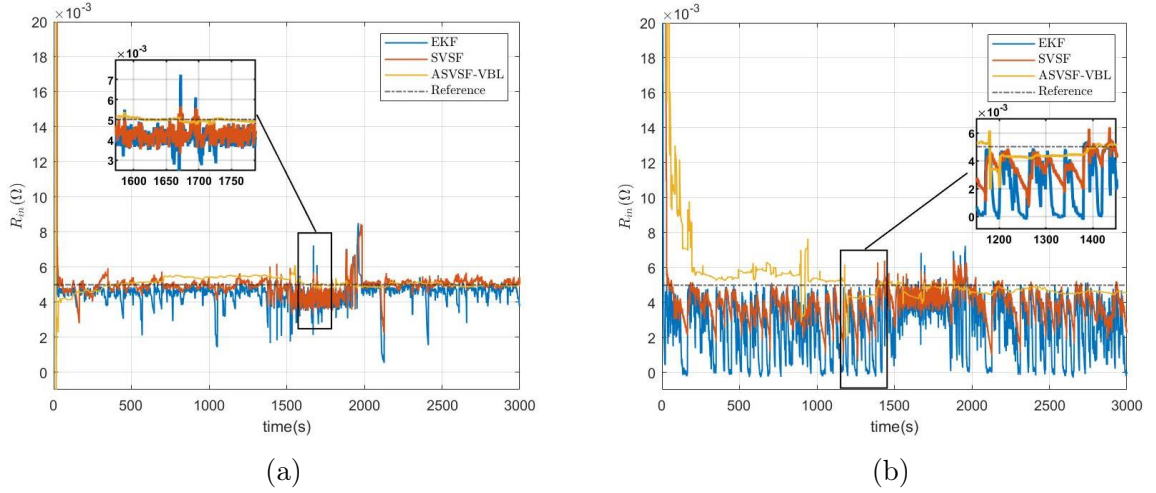 ×10⁻³
20
18
16
14
12
10
8
6
4
2
0
R_in(Ω)
0 500 1000 1500 2000 2500 3000
time(s)
EKF
SVSF
ASVSF-VBL
Reference
×10⁻³
7
6
5
4
3
1600 1650 1700 1750
(a)
×10⁻³
20
18
16
14
12
10
8
6
4
2
0
R_in(Ω)
0 500 1000 1500 2000 2500 3000
time(s)
EKF
SVSF
ASVSF-VBL
Reference
×10⁻³
6
4
2
0
1200 1300 1400
(b)